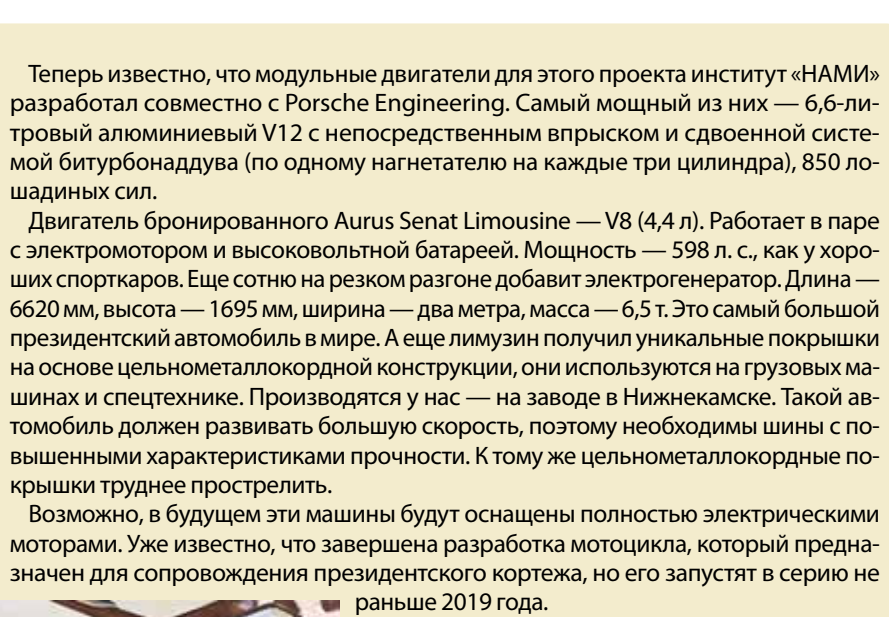 Теперь известно, что модульные двигатели для этого проекта институт «НАМИ»
разработал совместно с Porsche Engineering. Самый мощный из них — 6,6-ли-
тровый алюминиевый V12 с непосредственным впрыском и сдвоенной систе-
мой битурбонаддува (по одному нагнетателю на каждые три цилиндра), 850 ло-
шадиных сил.
Двигатель бронированного Aurus Senat Limousine — V8 (4,4 л). Работает в паре
с электромотором и высоковольтной батареей. Мощность — 598 л. с., как у хоро-
ших спорткаров. Еще сотню на резком разгоне добавит электрогенератор. Длина —
6620 мм, высота — 1695 мм, ширина — два метра, масса — 6,5 т. Это самый большой
президентский автомобиль в мире. А еще лимузин получил уникальные покрышки
на основе цельнометаллокордной конструкции, они используются на грузовых ма-
шинах и спецтехнике. Производятся у нас — на заводе в Нижнекамске. Такой ав-
томобиль должен развивать большую скорость, поэтому необходимы шины с по-
вышенными характеристиками прочности. К тому же цельнометаллокордные по-
крышки труднее прострелить.
Возможно, в будущем эти машины будут оснащены полностью электрическими
моторами. Уже известно, что завершена разработка мотоцикла, который предна-
значен для сопровождения президентского кортежа, но его запустят в серию не
раньше 2019 года.